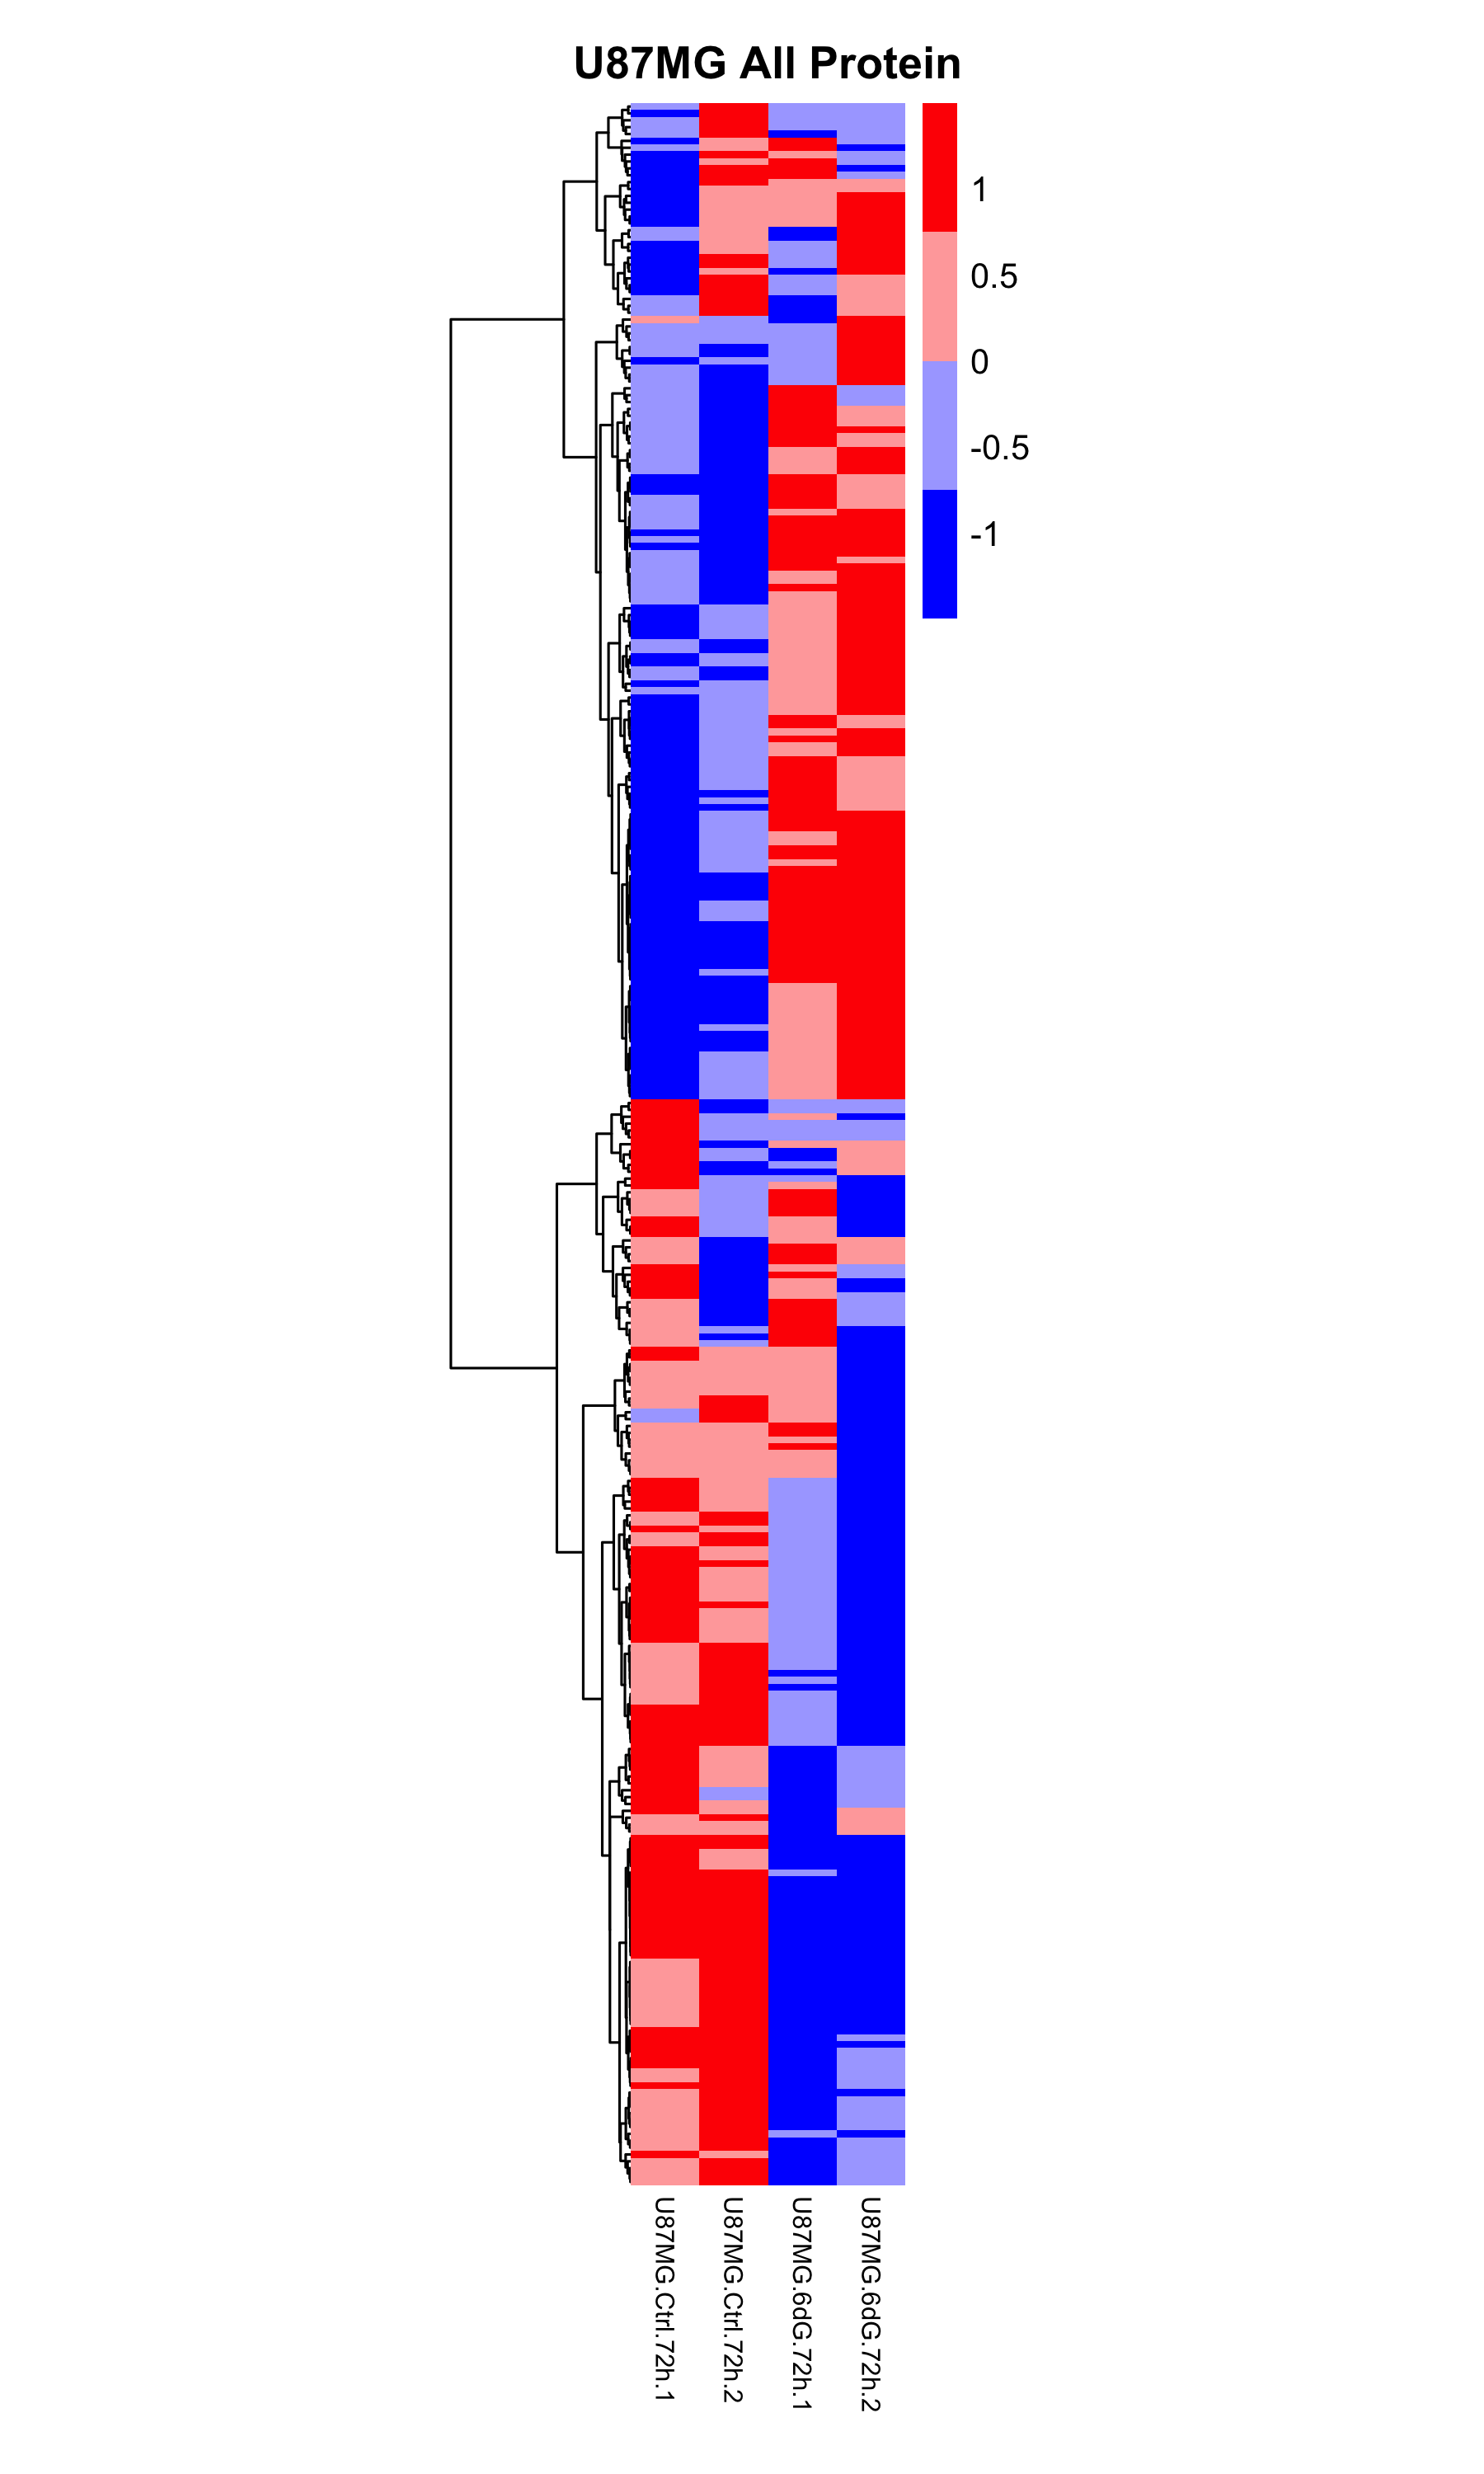 U87MG All Protein
1
0.5
0
-0.5
-1
U87MG.Ctrl.72h.1
U87MG.Ctrl.72h.2
U87MG.6dG.72h.1
U87MG.6dG.72h.2